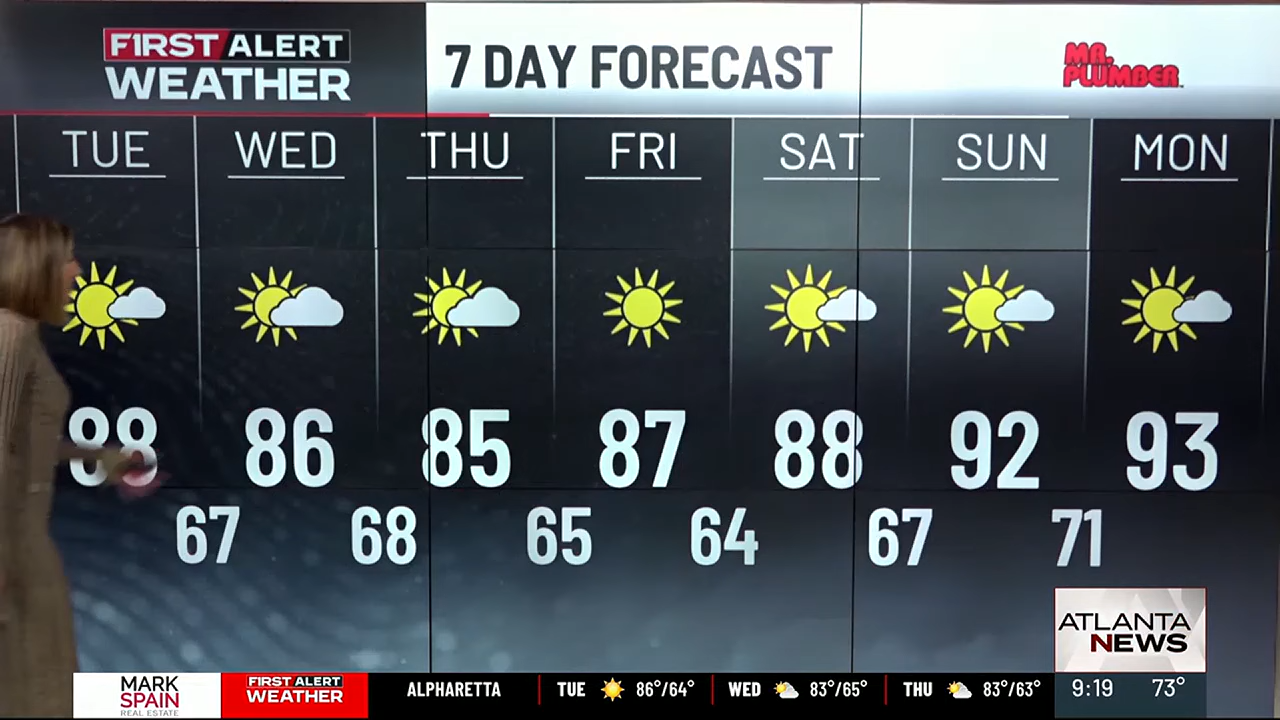 FIRST ALERT
WEATHER
7 DAY FORECAST
MR.
PLUMBER
TUE WED THU FRI SAT SUN MON
88 86 85 87 88 92 93
67 68 65 64 67 71
ATLANTA
NEWS
MARK
SPAIN
REAL ESTATE
FIRST ALERT
WEATHER
ALPHARETTA TUE 86°/64° WED 83°/65° THU 83°/63°
9:19 73°